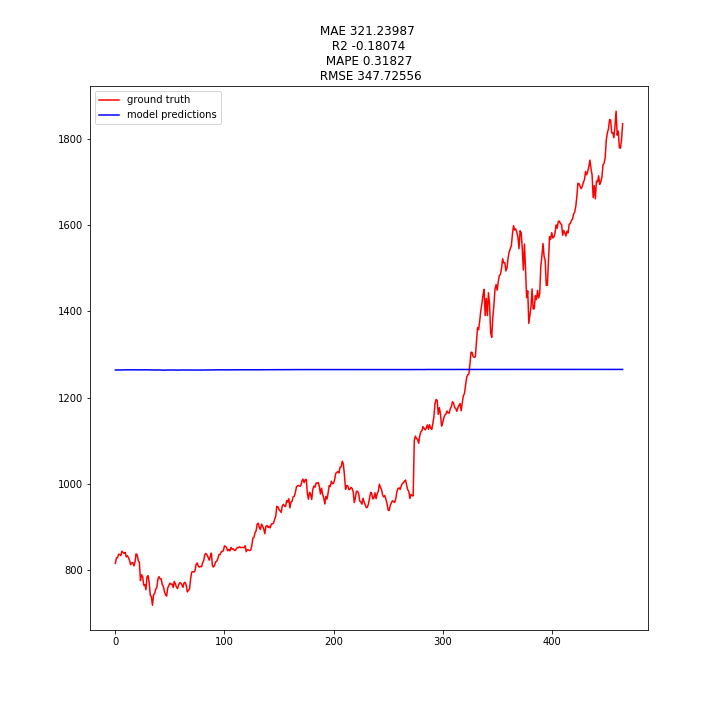 MAE 321.23987
R2 -0.18074
MAPE 0.31827
RMSE 347.72556
ground truth
model predictions
1800
1600
1400
1200
1000
800
0
100
200
300
400